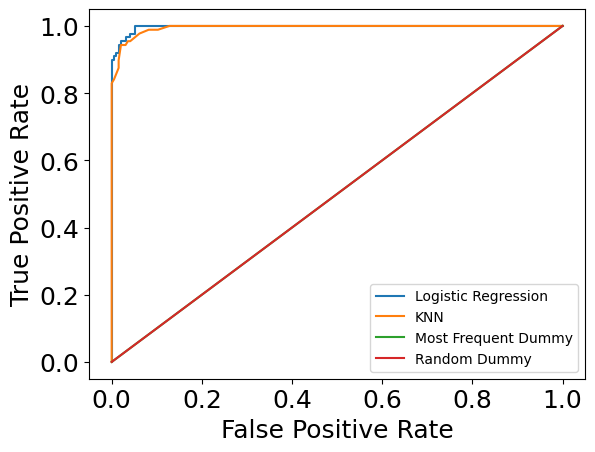 1.0
0.8
0.6
0.4
0.2
0.0
True Positive Rate
Logistic Regression
KNN
Most Frequent Dummy
Random Dummy
0.0 0.2 0.4 0.6 0.8 1.0
False Positive Rate